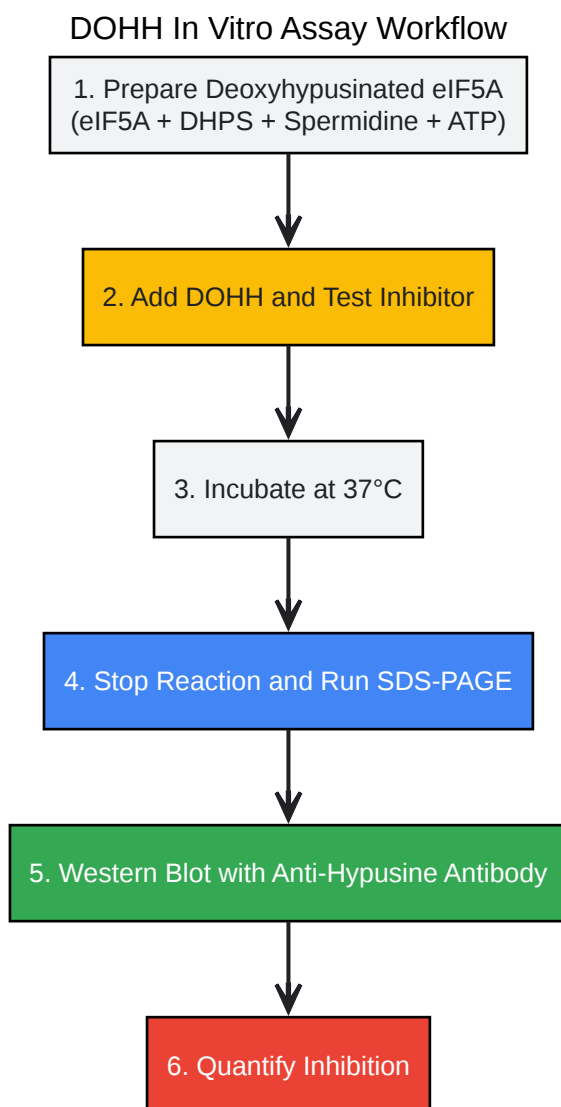 DOHH In Vitro Assay Workflow
1. Prepare Deoxyhypusinated eIF5A
(eIF5A + DHPS + Spermidine + ATP)
2. Add DOHH and Test Inhibitor
3. Incubate at 37°C
4. Stop Reaction and Run SDS-PAGE
5. Western Blot with Anti-Hypusine Antibody
6. Quantify Inhibition